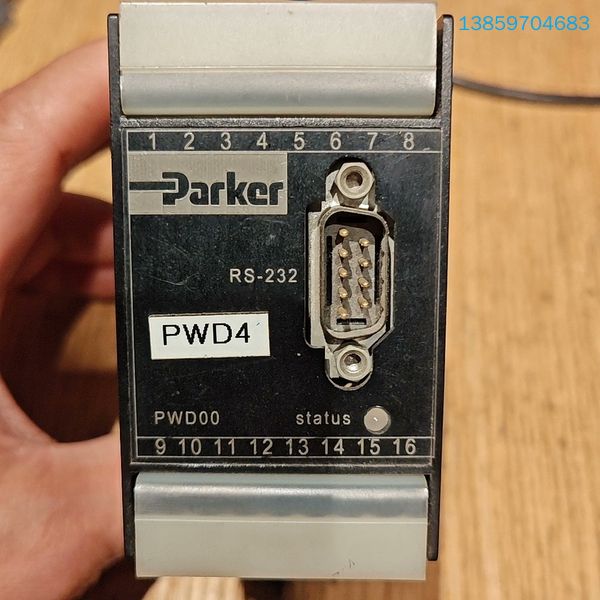 13859704683
1 2 3 4 5 6 7 8
Parker
RS-232
PWD4
PWD00 status
9 10 11 12 13 14 15 16